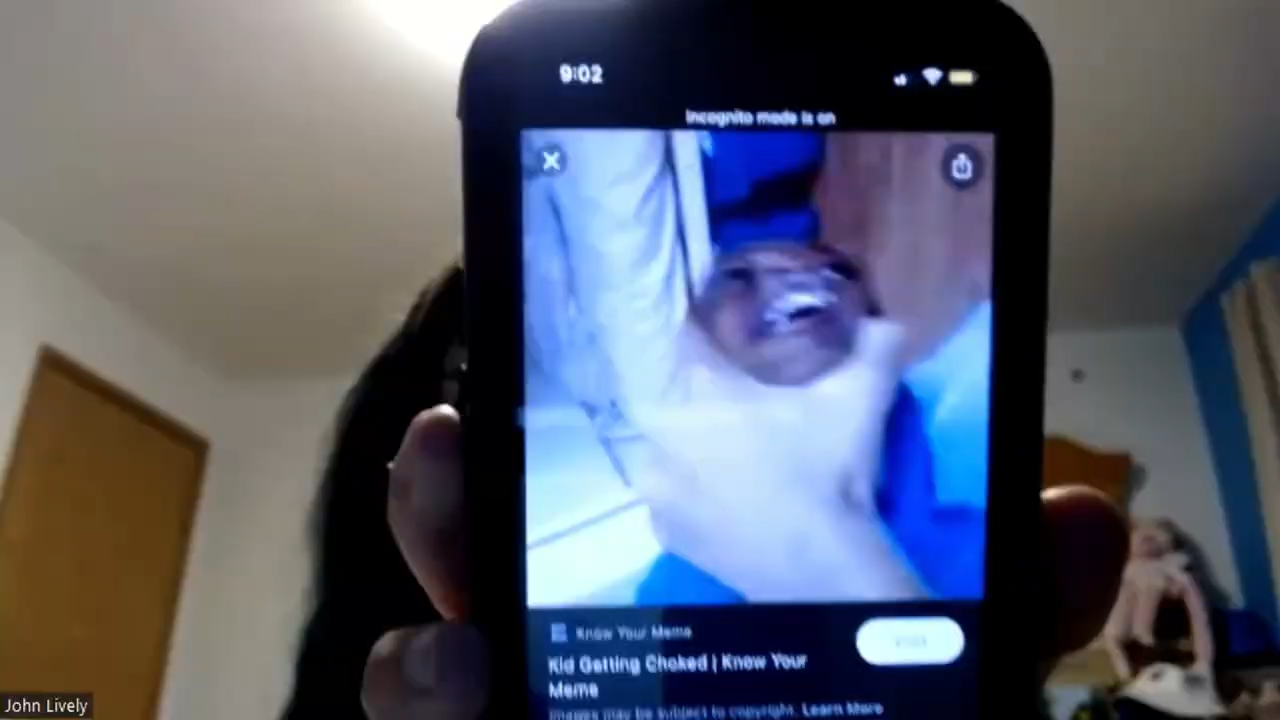 9:02
Incognito mode is on
Know Your Meme
Kid Getting Choked | Know Your
Meme
Images may be subject to copyright. Learn More
John Lively